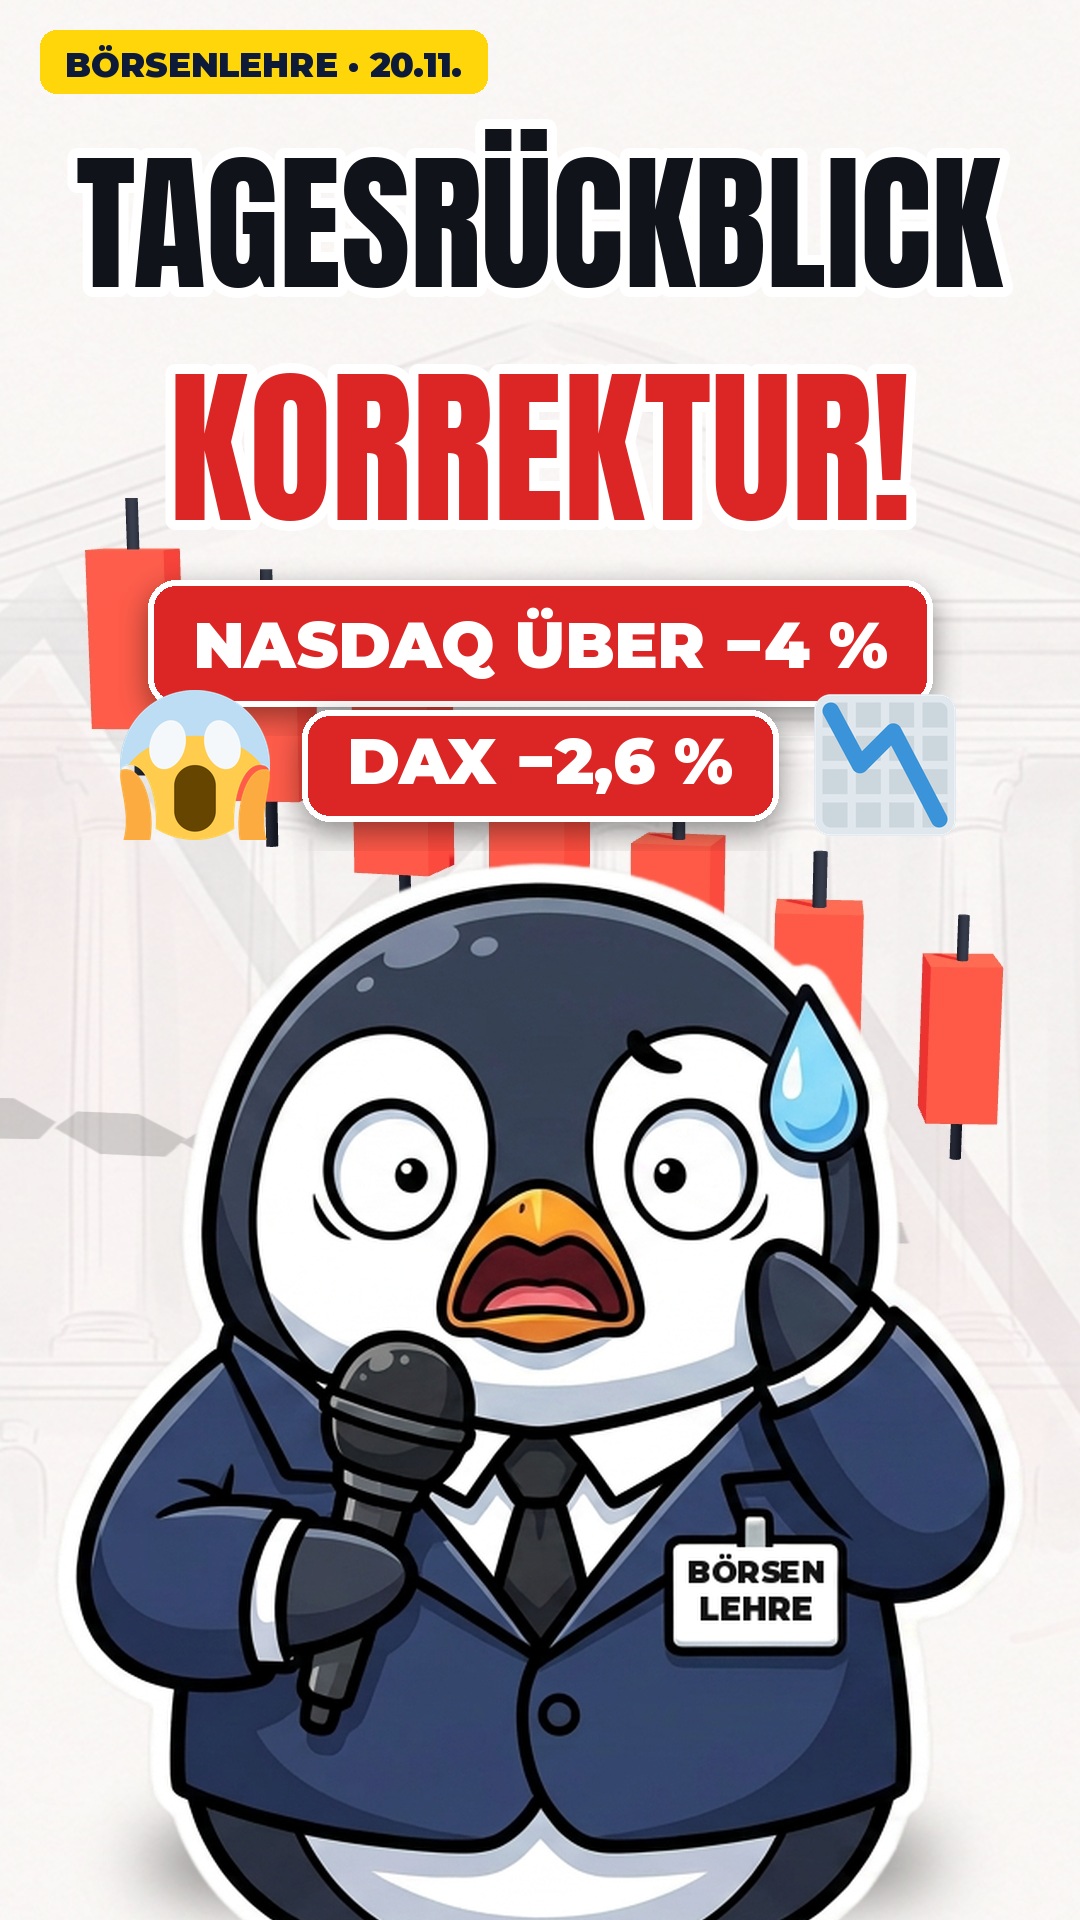 BÖRSENLEHRE • 20.11.
TAGESRÜCKBLICK
KORREKTUR!
NASDAQ ÜBER −4 %
DAX −2,6 %
BÖRSEN
LEHRE